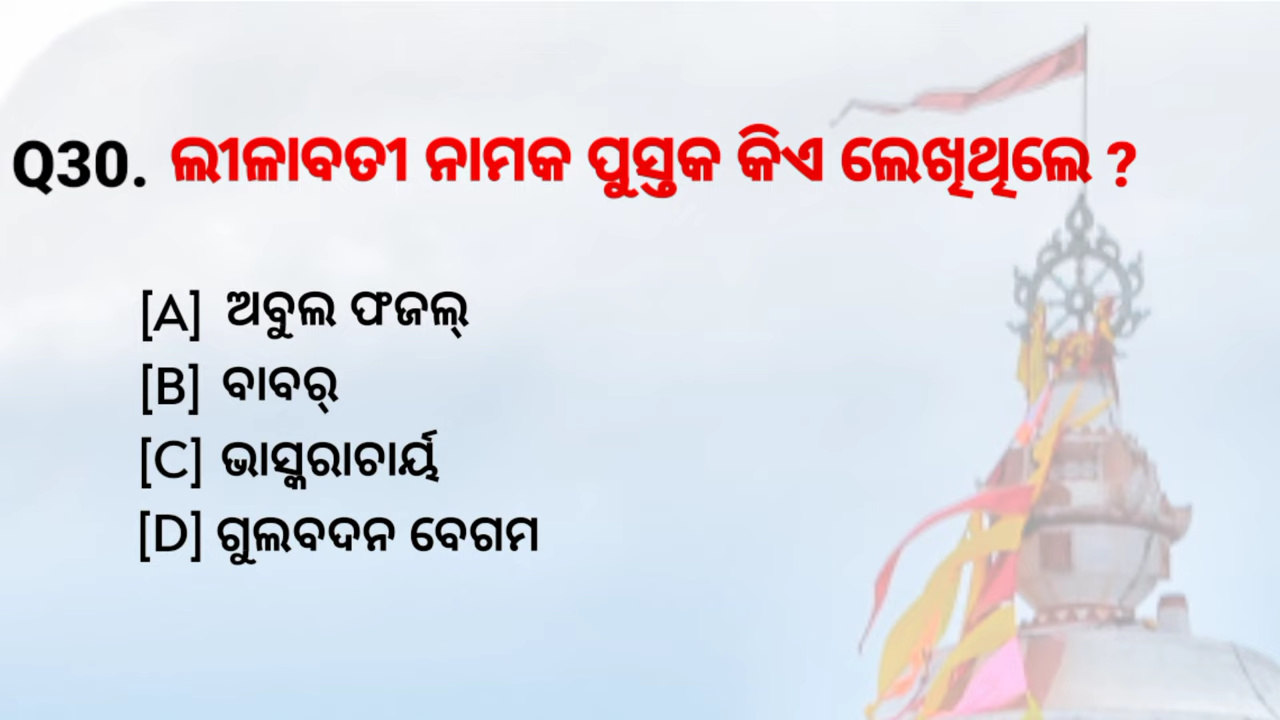 Q30. ଲୀଳାବତୀ ନାମକ ପୁସ୍ତକ କିଏ ଲେଖିଥିଲେ ?
[A] ଅବୁଲ ଫଜଲ୍
[B] ବାବର୍
[C] ଭାସ୍କରାଚାର୍ୟ
[D] ଗୁଲବଦନ ବେଗମ